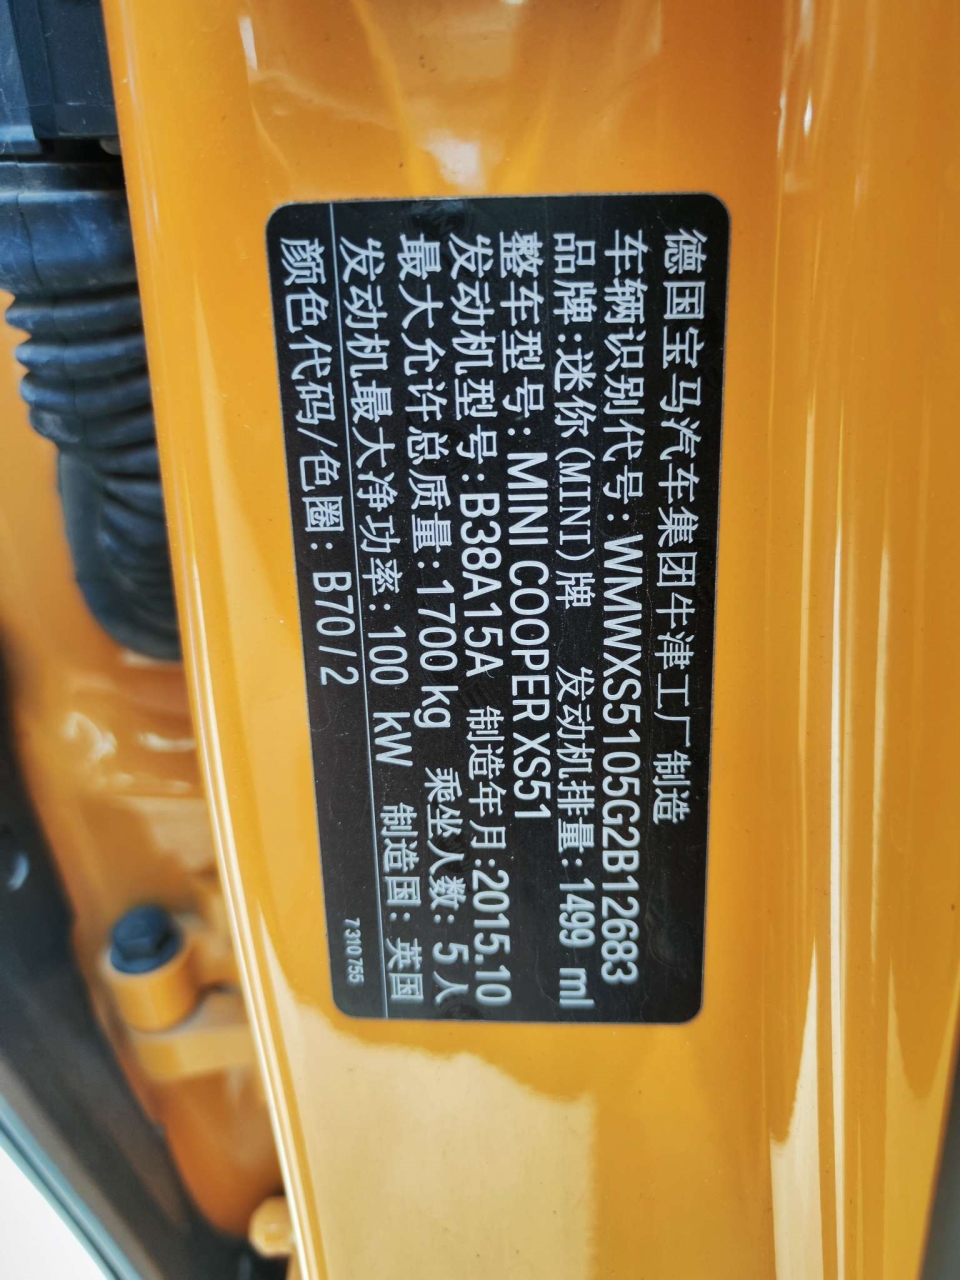 德国宝马汽车集团牛津工厂制造
车辆识别代号：WMWXS5105G2B12683
品牌：迷你(MINI)牌 发动机排量：1499 ml
整车型号：MINI COOPER XS51
发动机型号：B38A15A 制造年月：2015.10
最大允许总质量：1700 kg 乘坐人数：5人
发动机最大净功率：100 kW 制造国：英国
颜色代码/色圈：B70/2
7 310 755